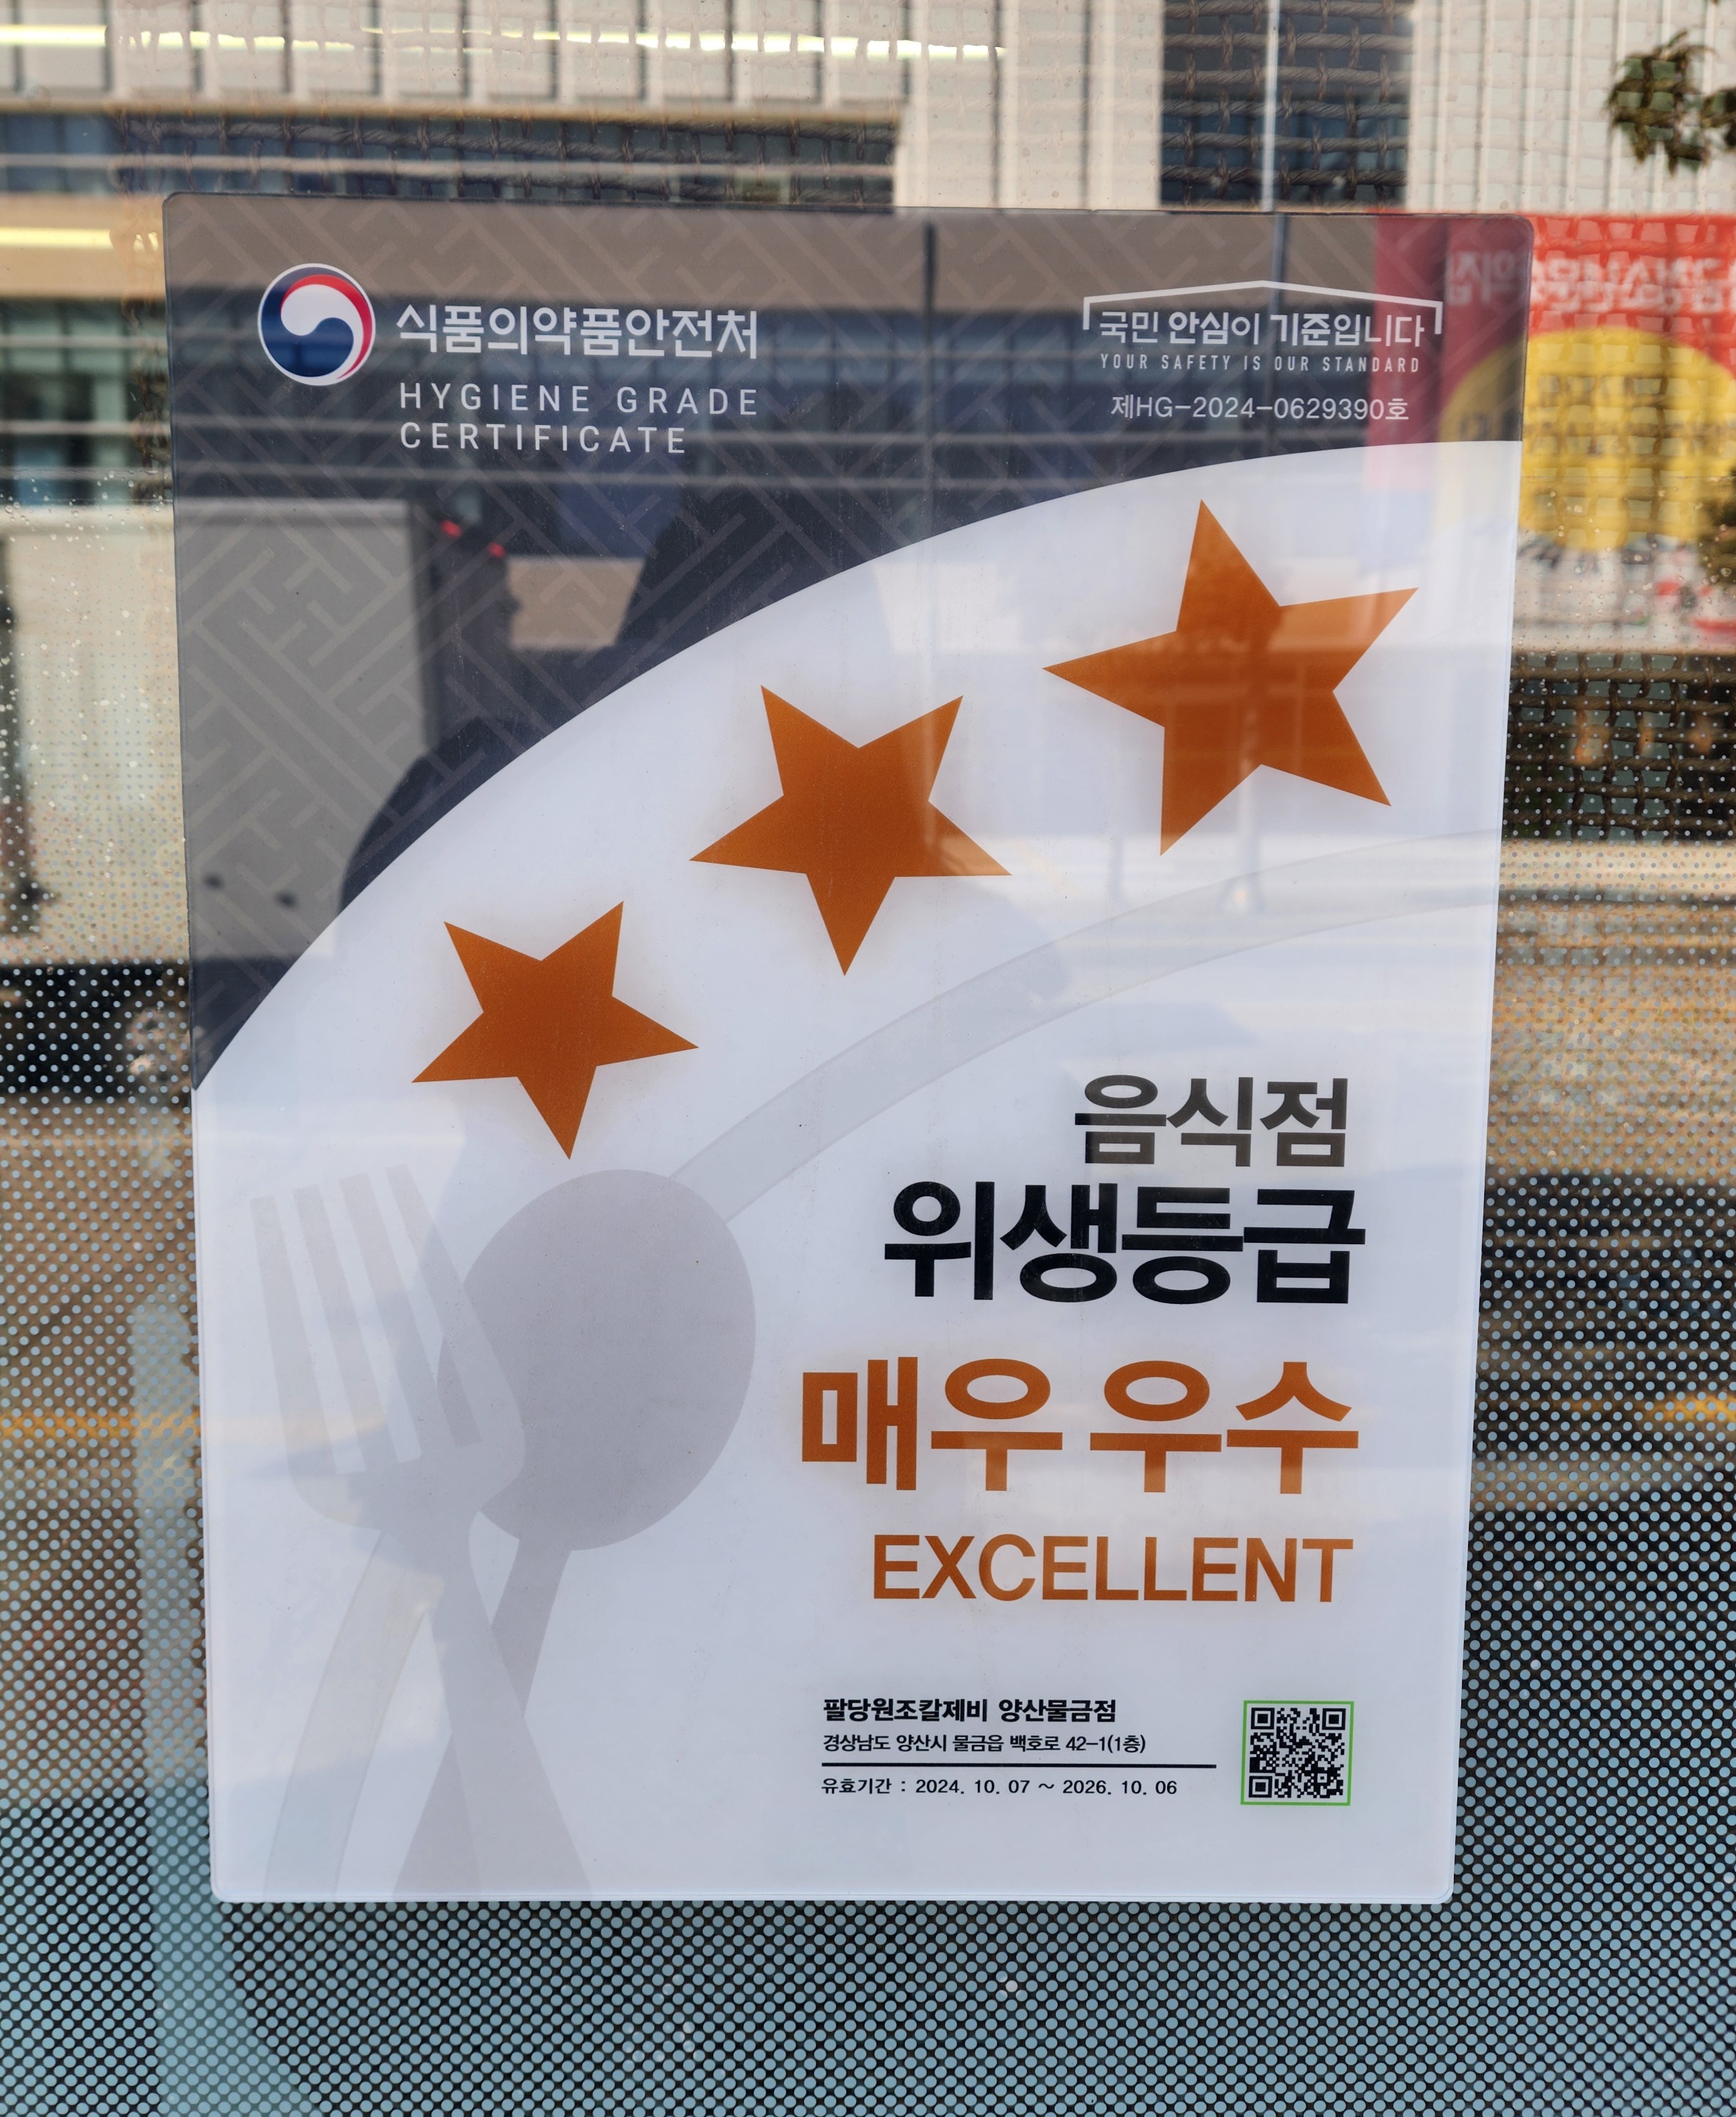 식품의약품안전처
HYGIENE GRADE
CERTIFICATE
국민 안심이 기준입니다
YOUR SAFETY IS OUR STANDARD
제HG-2024-0629390호
음식점
위생등급
매우 우수
EXCELLENT
팔당원조칼제비 양산물금점
경상남도 양산시 물금읍 백호로 42-1(1층)
유효기간 : 2024. 10. 07 ~ 2026. 10. 06